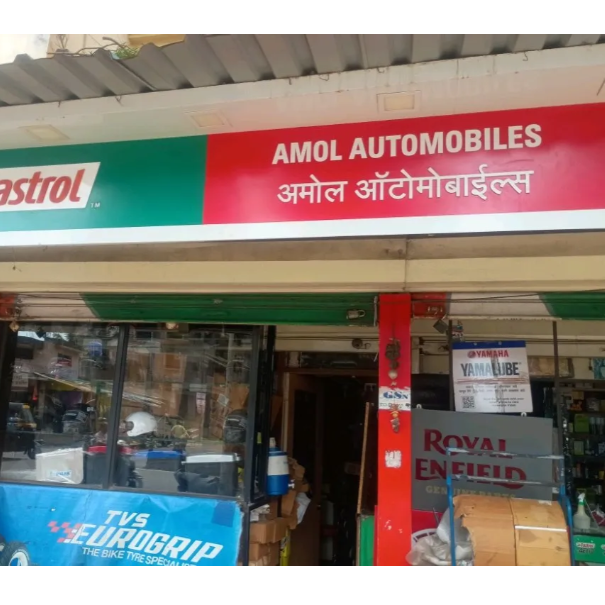 astrol
AMOL AUTOMOBILES
अमोल ऑटोमोबाईल्स
YAMAHA
YAMALUBE
ROYAL
ENFIELD
TVS
EUROGRIP
THE BIKE TYRE SPECIALIST